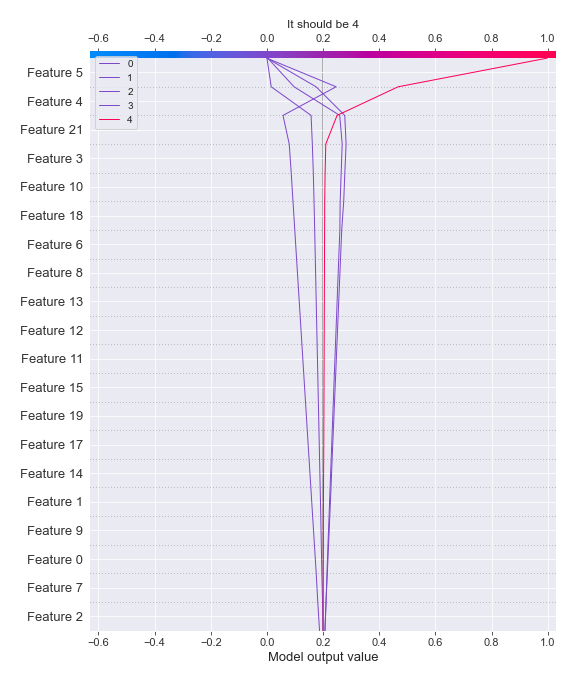 It should be 4
−0.6 −0.4 −0.2 0.0 0.2 0.4 0.6 0.8 1.0
0
1
2
3
4
Feature 5
Feature 4
Feature 21
Feature 3
Feature 10
Feature 18
Feature 6
Feature 8
Feature 13
Feature 12
Feature 11
Feature 15
Feature 19
Feature 17
Feature 14
Feature 1
Feature 9
Feature 0
Feature 7
Feature 2
−0.6 −0.4 −0.2 0.0 0.2 0.4 0.6 0.8 1.0
Model output value